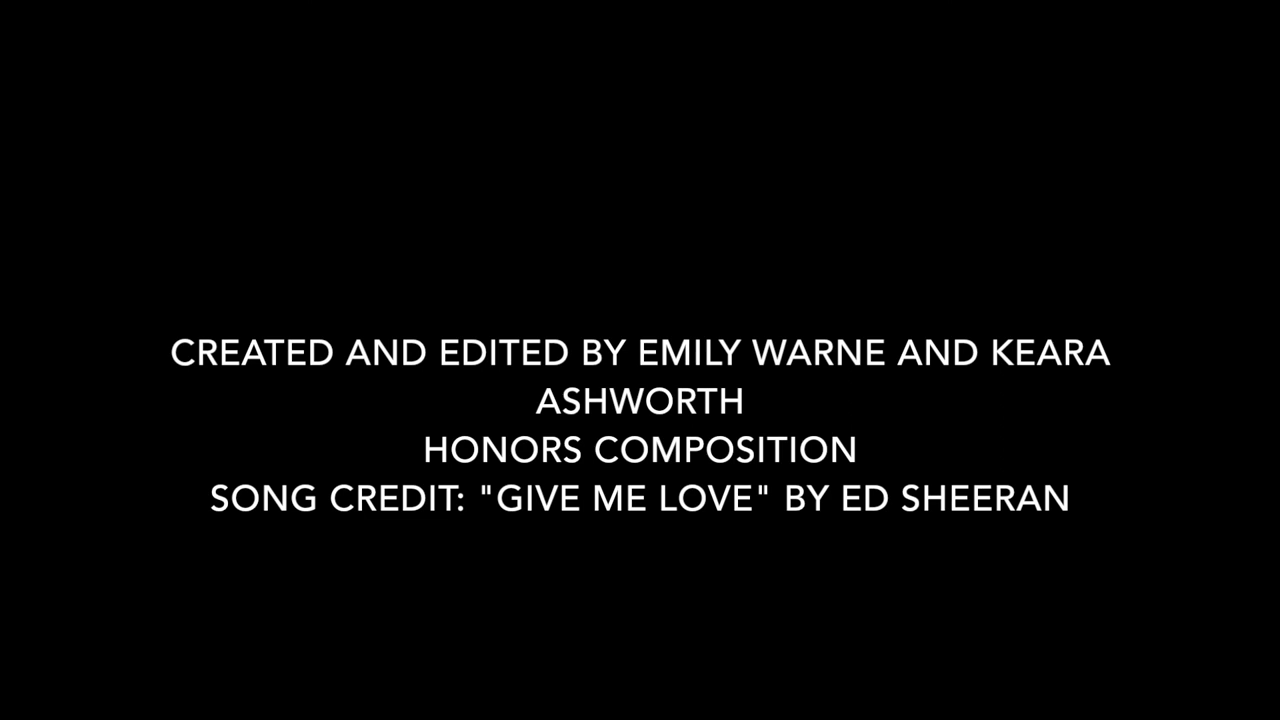 CREATED AND EDITED BY EMILY WARNE AND KEARA
ASHWORTH
HONORS COMPOSITION
SONG CREDIT: "GIVE ME LOVE" BY ED SHEERAN